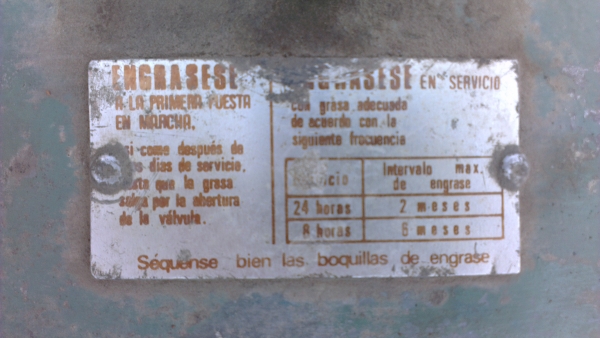 ENGRASESE
A LA PRIMERA PUESTA
EN MARCHA,
así como después de
días de servicio,
hasta que la grasa
salga por la abertura
de la válvula.
ENGRASESE EN SERVICIO
con grasa adecuada
de acuerdo con la
siguiente frecuencia
Servicio
Intervalo max.
de engrase
24 horas 2 meses
8 horas 6 meses
Séquense bien las boquillas de engrase